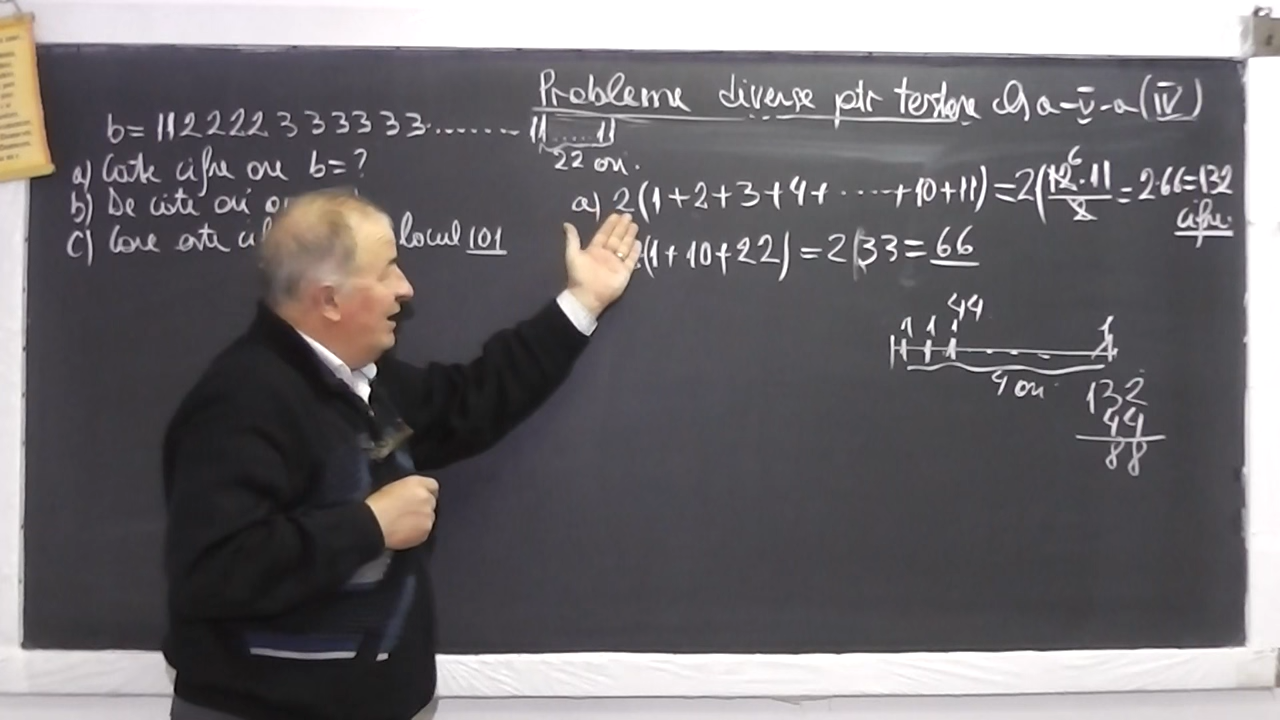 Probleme diverse ptr testare cls a-V-a (IV)
b = 112222333333........11.....11
22 ori.
a) Câte cifre are b = ?
b) De câte ori
c) Care este locul 101
a) 2(1+2+3+4+.....+10+11) = 2(12·11/2 = 2·66=132
6
cifre.
(1+10+22) = 2·33 = 66
44
1 1 1 1
4 ori
132
44
88